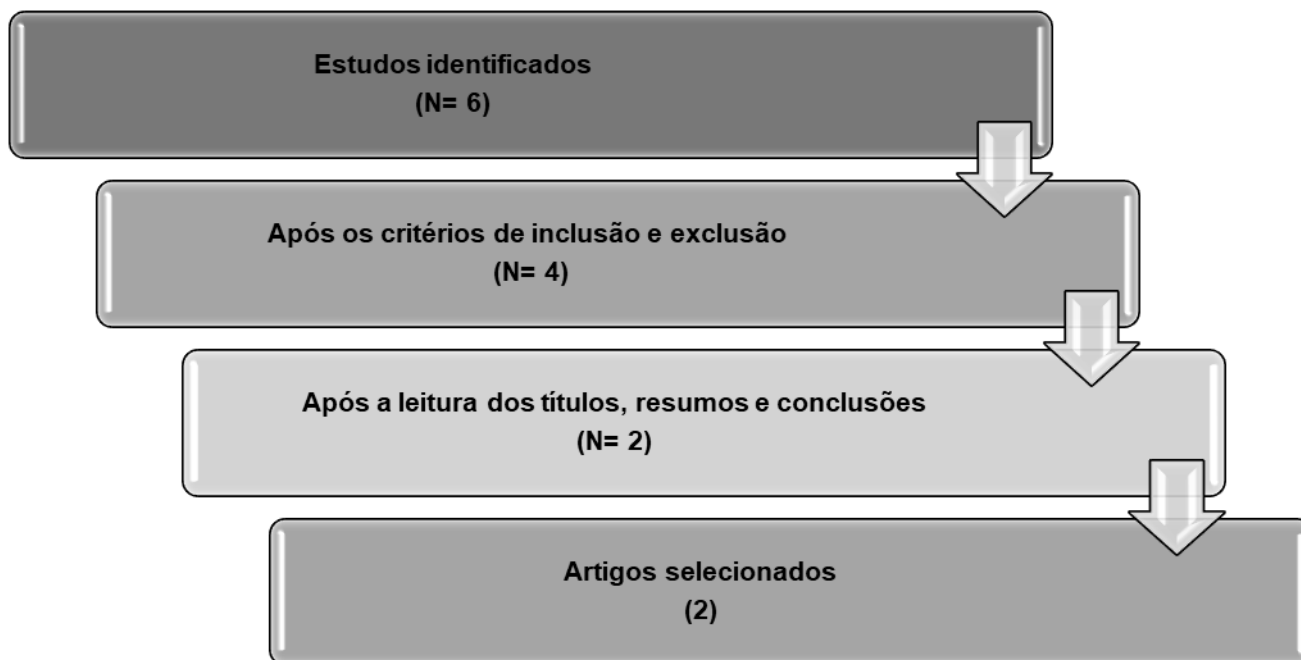 Estudos identificados
(N= 6)
Após os critérios de inclusão e exclusão
(N= 4)
Após a leitura dos títulos, resumos e conclusões
(N= 2)
Artigos selecionados
(2)